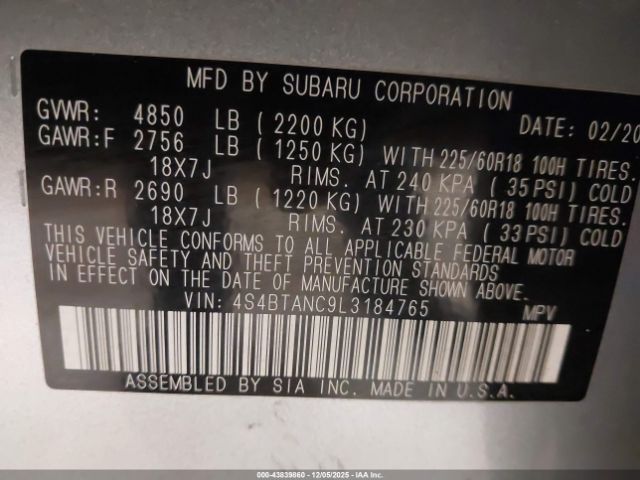 MFD BY SUBARU CORPORATION
GVWR: 4850 LB ( 2200 KG) DATE: 02/20
GAWR:F 2756 LB ( 1250 KG) WITH 225/60R18 100H TIRES.
18X7J RIMS. AT 240 KPA ( 35 PSI) COLD
GAWR:R 2690 LB ( 1220 KG) WITH 225/60R18 100H TIRES.
18X7J RIMS. AT 230 KPA ( 33 PSI) COLD
THIS VEHICLE CONFORMS TO ALL APPLICABLE FEDERAL MOTOR
VEHICLE SAFETY AND THEFT PREVENTION STANDARDS
IN EFFECT ON THE DATE OF MANUFACTURE SHOWN ABOVE.
VIN: 4S4BTANC9L3184765 MPV
ASSEMBLED BY SIA INC. MADE IN U.S.A.
000-43839860 - 12/05/2025 - IAAI.com